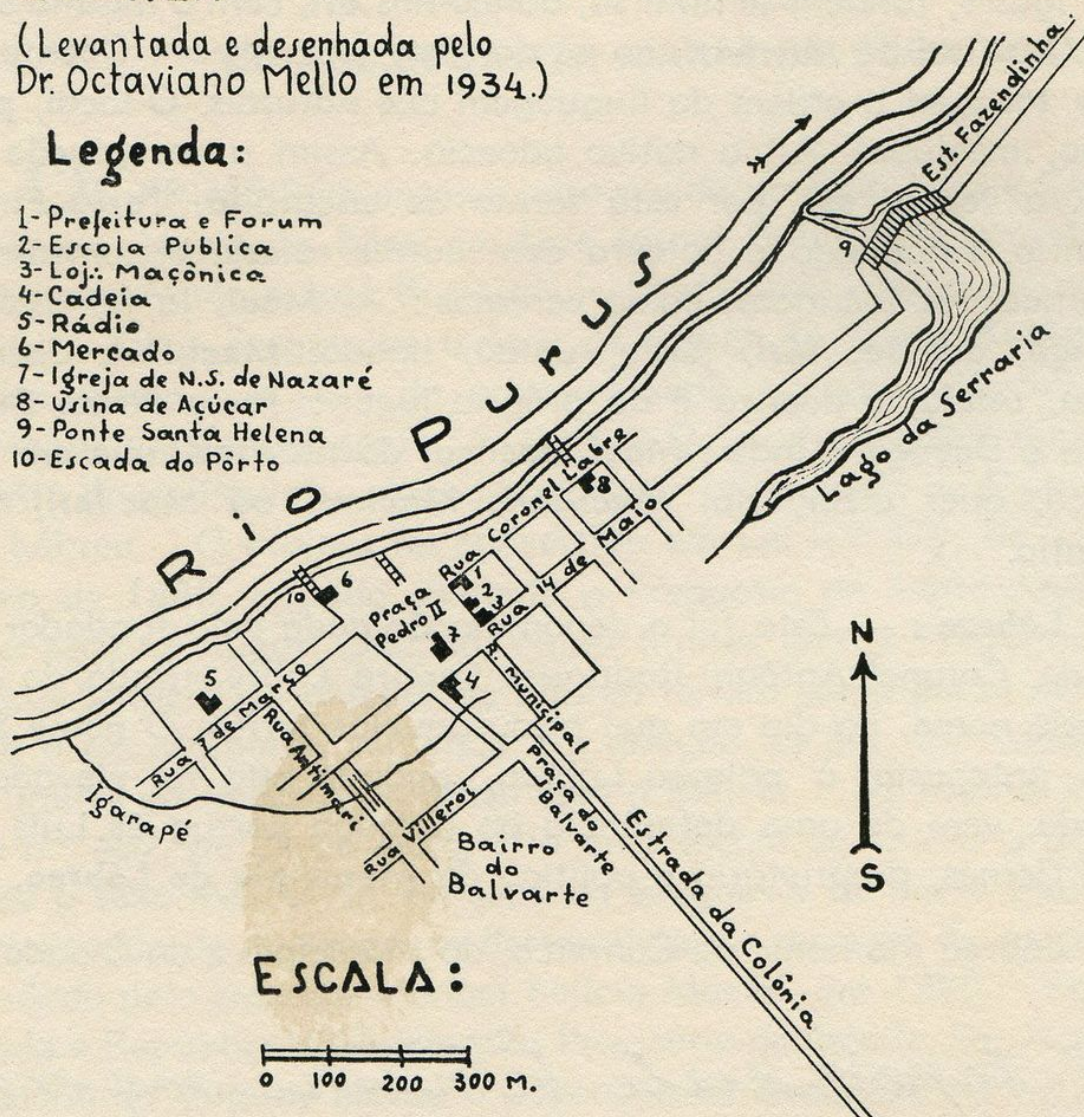 (Levantada e desenhada pelo
Dr. Octaviano Mello em 1934.)
Legenda:
1-Prefeitura e Forum
2-Escola Publica
3-Loj∴ Maçônica
4-Cadeia
5-Rádio
6-Mercado
7-Igreja de N.S. de Nazaré
8-Usina de Açúcar
9-Ponte Santa Helena
10-Escada do Pôrto
Est. Fazendinha
9
Rio Purus
Lago da Serraria
Rua Coronel Labre
8
Rua 14 de Maio
10
6
Praça
Pedro II
1
2
3
7
4
5
Rua 7 de Março
Rua Antimari
R. Municipal
Igarapé
Rua Villeroi
Praça do
Balvarte
Bairro
do
Balvarte
Estrada da Colônia
N
S
ESCALA:
0 100 200 300 M.